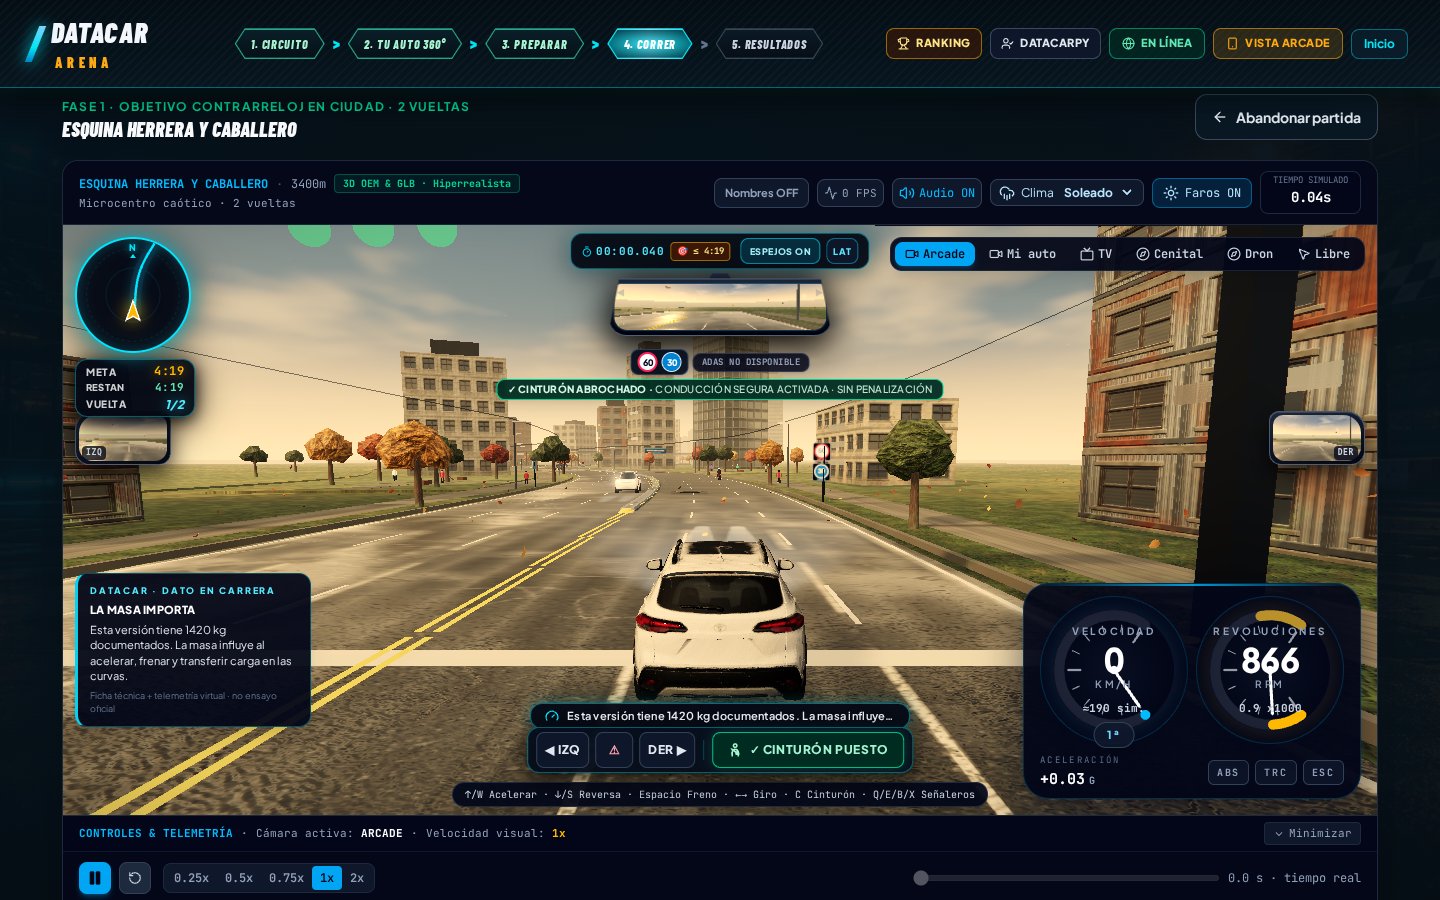 DATACAR
ARENA
1. CIRCUITO
2. TU AUTO 360°
3. PREPARAR
4. CORRER
5. RESULTADOS
RANKING
DATACARPY
EN LÍNEA
VISTA ARCADE
Inicio
FASE 1 · OBJETIVO CONTRARRELOJ EN CIUDAD · 2 VUELTAS
ESQUINA HERRERA Y CABALLERO
Abandonar partida
ESQUINA HERRERA Y CABALLERO · 3400m
3D OEM & GLB · Hiperrealista
Microcentro caótico · 2 vueltas
Nombres OFF
0 FPS
Audio ON
Clima Soleado
Faros ON
TIEMPO SIMULADO
0.04s
N
00:00.040
≤ 4:19
ESPEJOS ON
LAT
Arcade
Mi auto
TV
Cenital
Dron
Libre
60
30
ADAS NO DISPONIBLE
META 4:19
RESTAN 4:19
VUELTA 1/2
✓ CINTURÓN ABROCHADO · CONDUCCIÓN SEGURA ACTIVADA · SIN PENALIZACIÓN
IZQ
DER
DATACAR · DATO EN CARRERA
LA MASA IMPORTA
Esta versión tiene 1420 kg
documentados. La masa influye al
acelerar, frenar y transferir carga en las
curvas.
Ficha técnica + telemetría virtual · no ensayo
oficial
VELOCIDAD
0
KM/H
≈190 sim
1ª
REVOLUCIONES
866
RPM
0.9 x1000
ACELERACIÓN
+0.03 G
ABS
TRC
ESC
Esta versión tiene 1420 kg documentados. La masa influye…
◀ IZQ
⚠
DER ▶
✓ CINTURÓN PUESTO
↑/W Acelerar · ↓/S Reversa · Espacio Freno · ←→ Giro · C Cinturón · Q/E/B/X Señaleros
CONTROLES & TELEMETRÍA · Cámara activa: ARCADE · Velocidad visual: 1x
Minimizar
0.25x
0.5x
0.75x
1x
2x
0.0 s · tiempo real